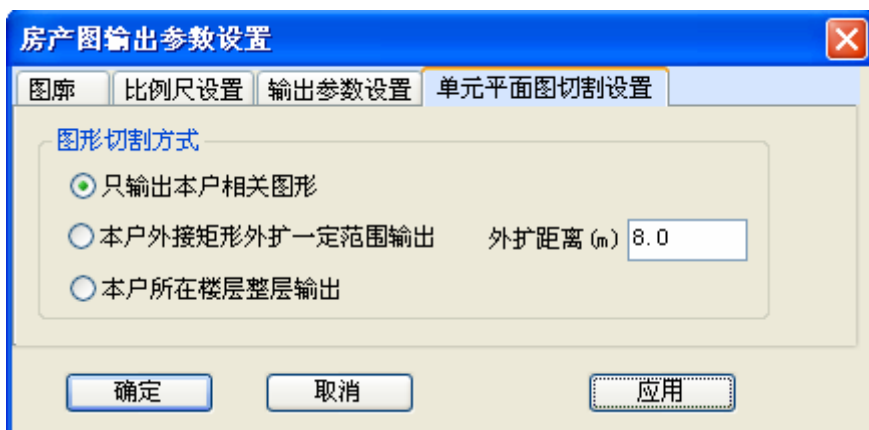 房产图输出参数设置
图廓 比例尺设置 输出参数设置 单元平面图切割设置
图形切割方式
只输出本户相关图形
本户外接矩形外扩一定范围输出 外扩距离(m) 8.0
本户所在楼层整层输出
确定 取消 应用